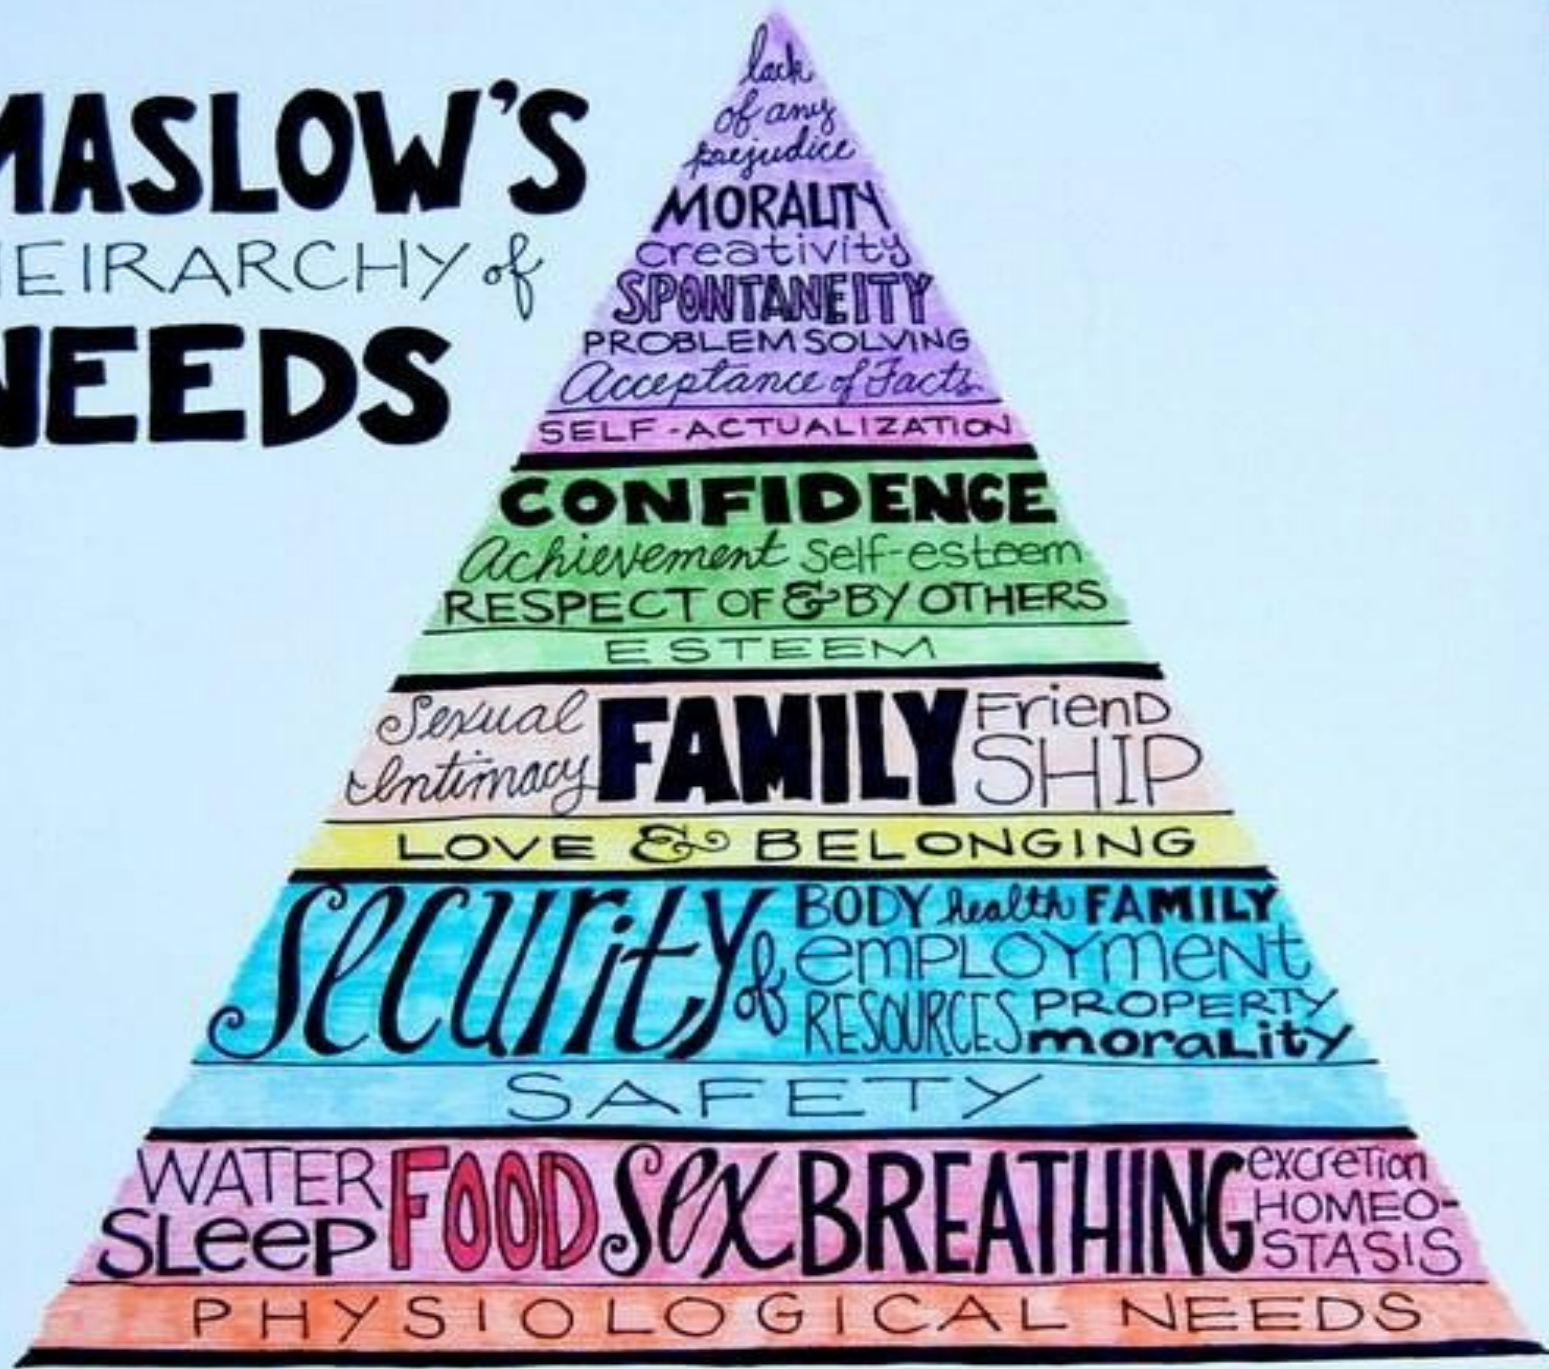 MASLOW'S
HEIRARCHY of
NEEDS
lack
of any
prejudice
MORALITY
creativity
SPONTANEITY
PROBLEM SOLVING
Acceptance of Facts
SELF-ACTUALIZATION
CONFIDENCE
Achievement Self-esteem
RESPECT OF & BY OTHERS
ESTEEM
Sexual
Intimacy
FAMILY
FrienD
SHIP
LOVE & BELONGING
Security of
BODY health FAMILY
emPLOYment
RESOURCES PROPERTY
moraLity
SAFETY
WATER
SLeep
FOOD
Sex
BREATHING
excreTion
HOMEO-
STASIS
PHYSIOLOGICAL NEEDS